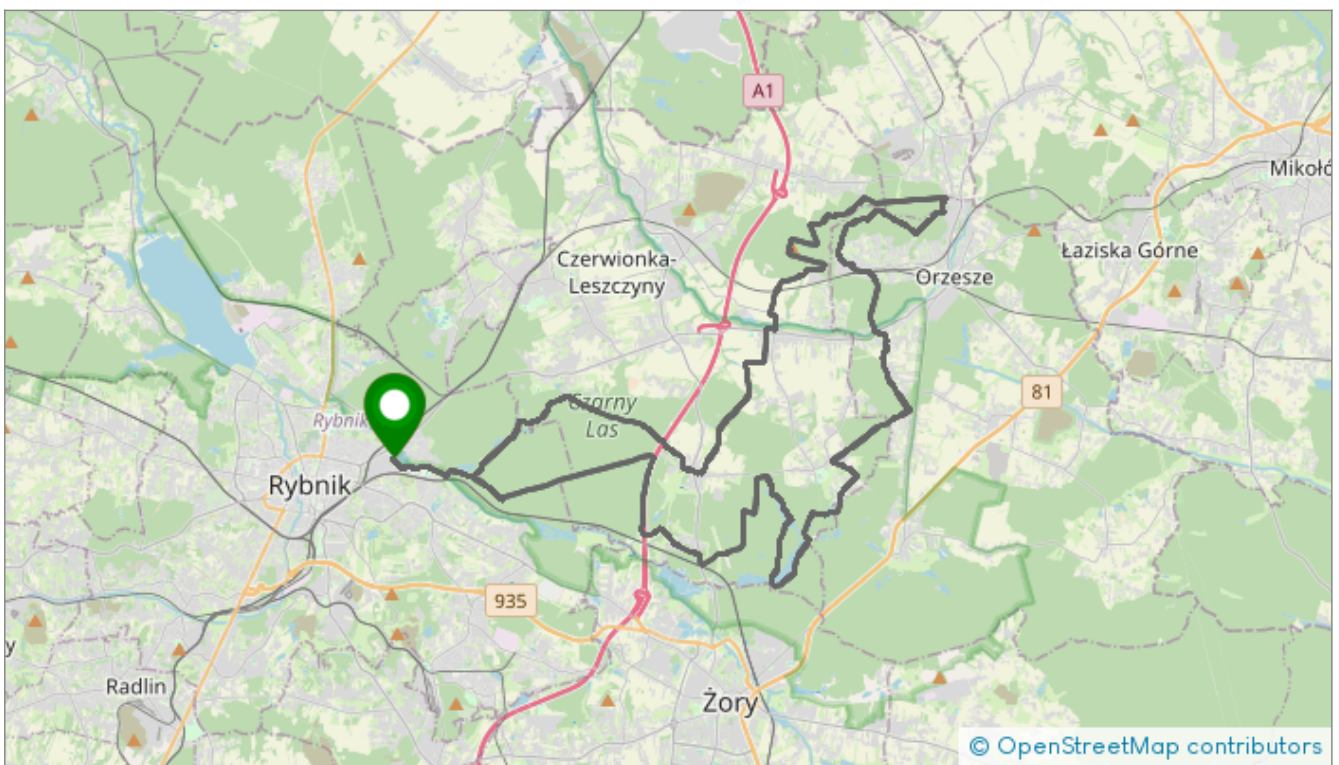 A1
Mikołó
Łaziska Górne
Czerwionka-
Leszczyny
Orzesze
81
Czarny
Las
Rybnik
Rybnik
935
y
Radlin
Żory
© OpenStreetMap contributors